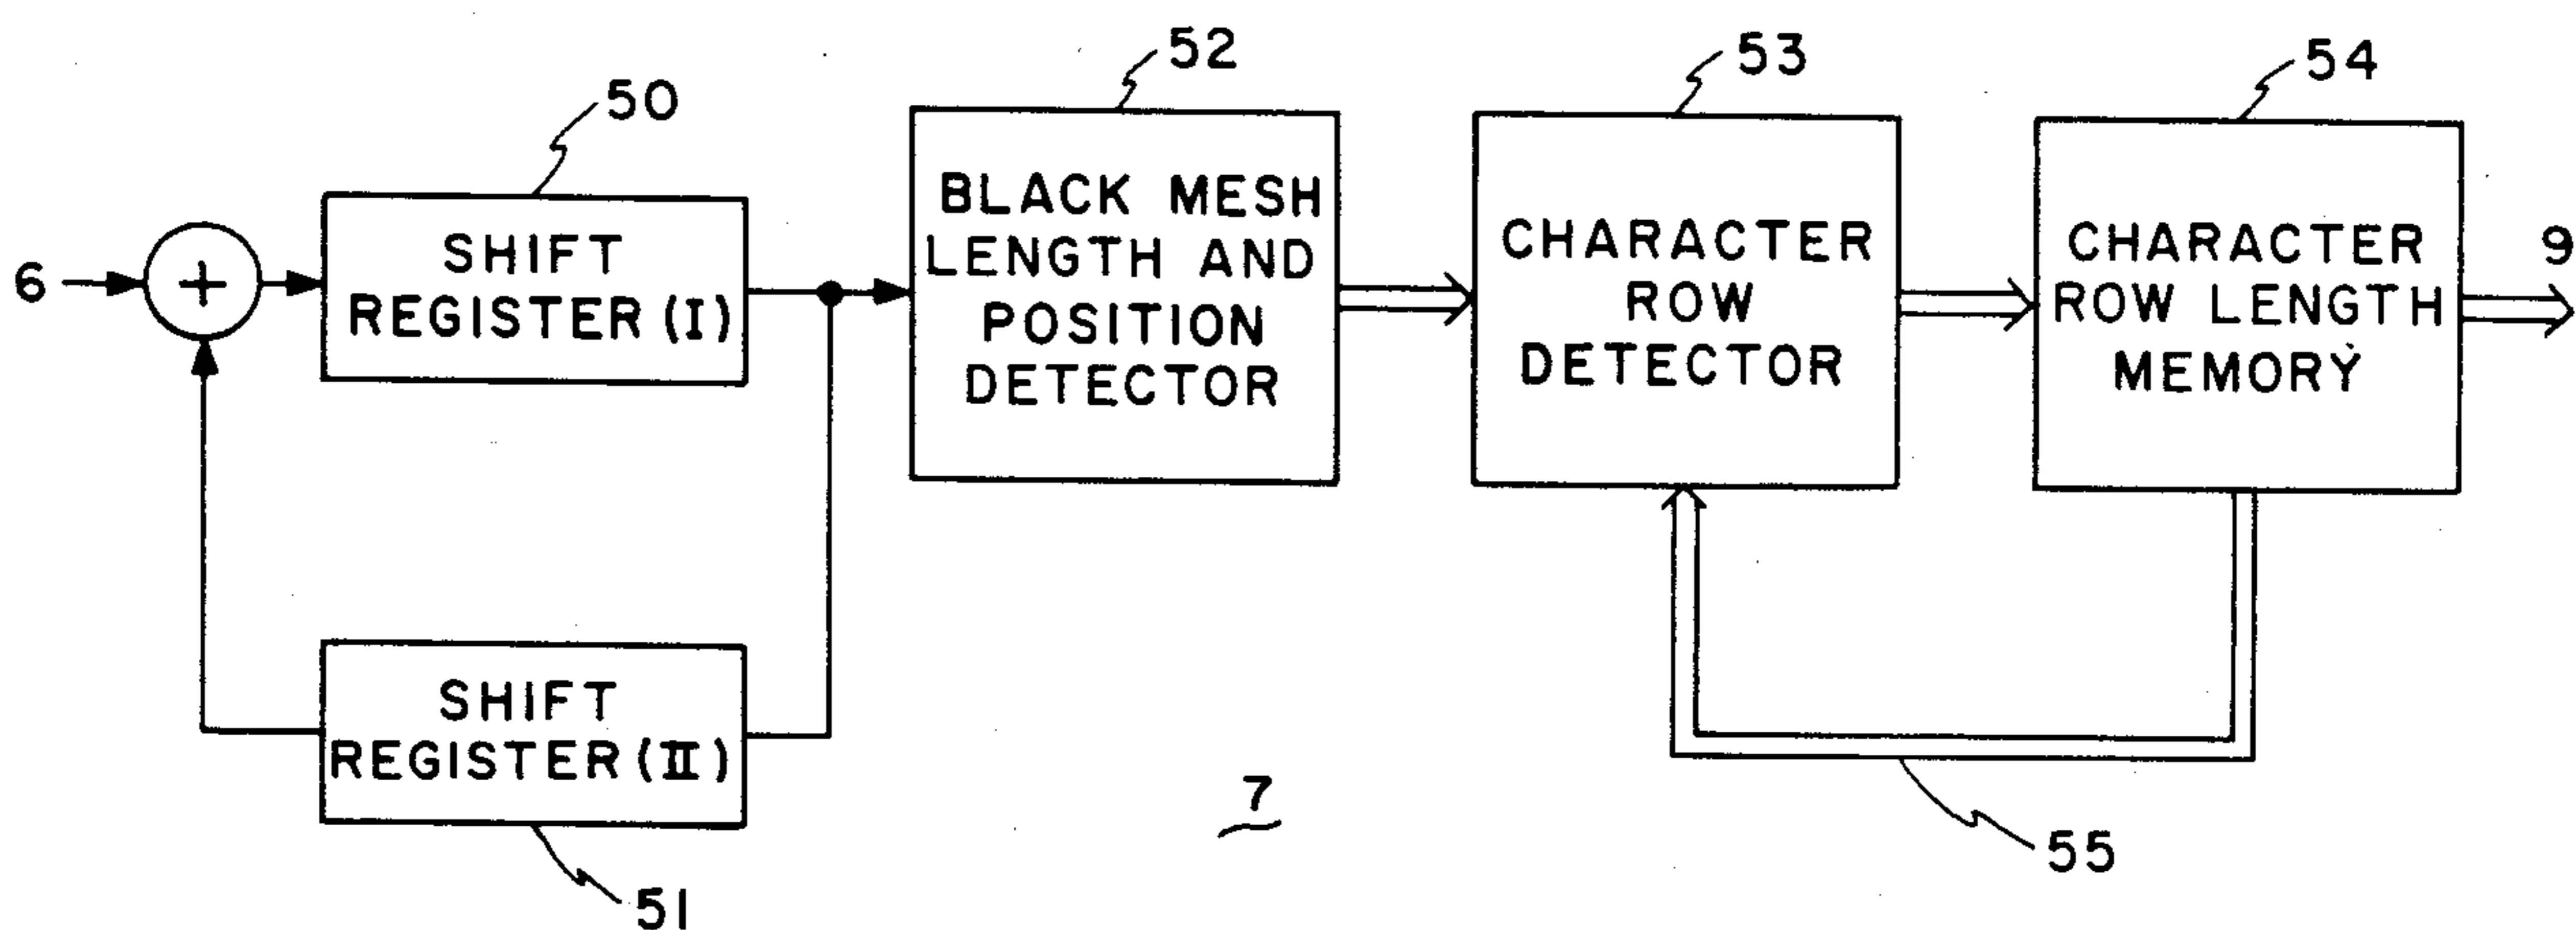 50
52
53
54
6
+
SHIFT
REGISTER (I)
BLACK MESH
LENGTH AND
POSITION
DETECTOR
CHARACTER
ROW
DETECTOR
CHARACTER
ROW LENGTH
MEMORY
9
SHIFT
REGISTER (II)
51
7
55